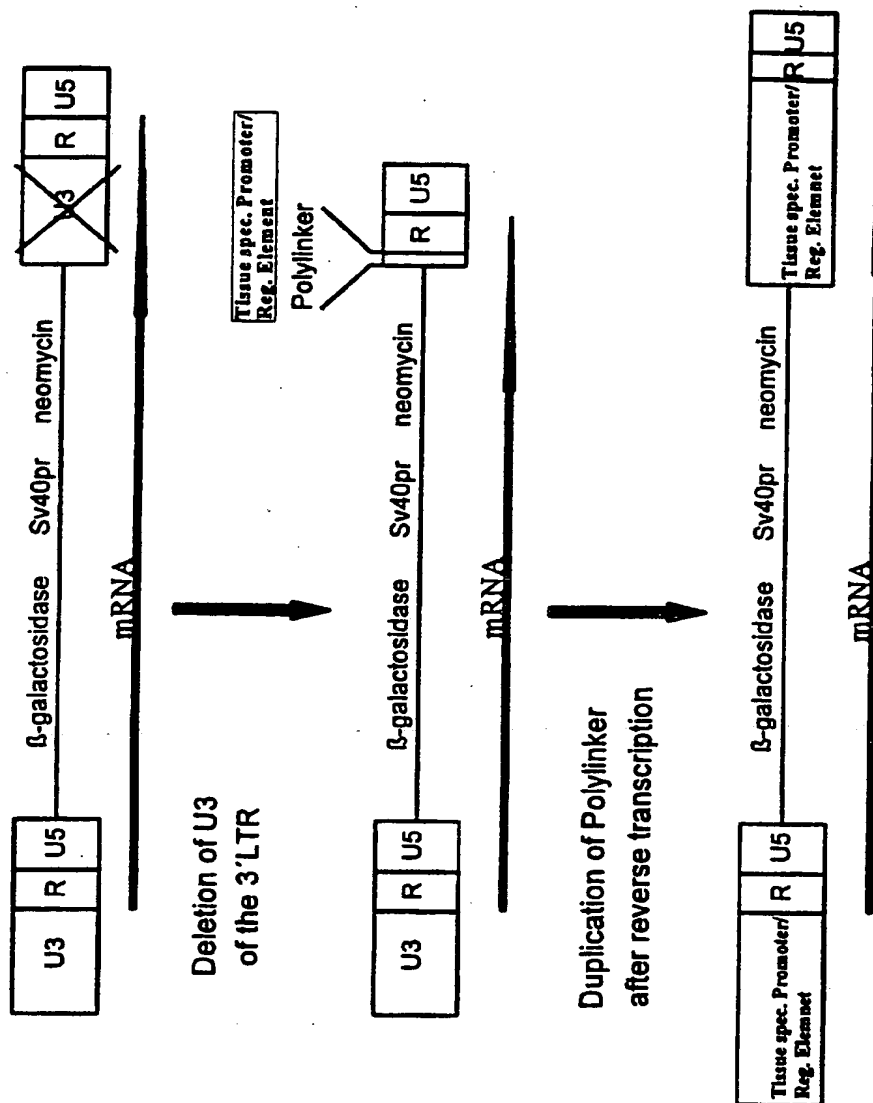 ß-galactosidase Sv40pr neomycin
U3 R U5 U3 R U5
mRNA
Deletion of U3
of the 3'LTR
Tissue spec. Promoter/
Reg. Element
Polylinker
ß-galactosidase Sv40pr neomycin
U3 R U5 R U5
mRNA
Duplication of Polylinker
after reverse transcription
ß-galactosidase Sv40pr neomycin
Tissue spec. Promoter/
Reg. Elemnet
R U5
Tissue spec. Promoter/
Reg. Elemnet
R U5
mRNA